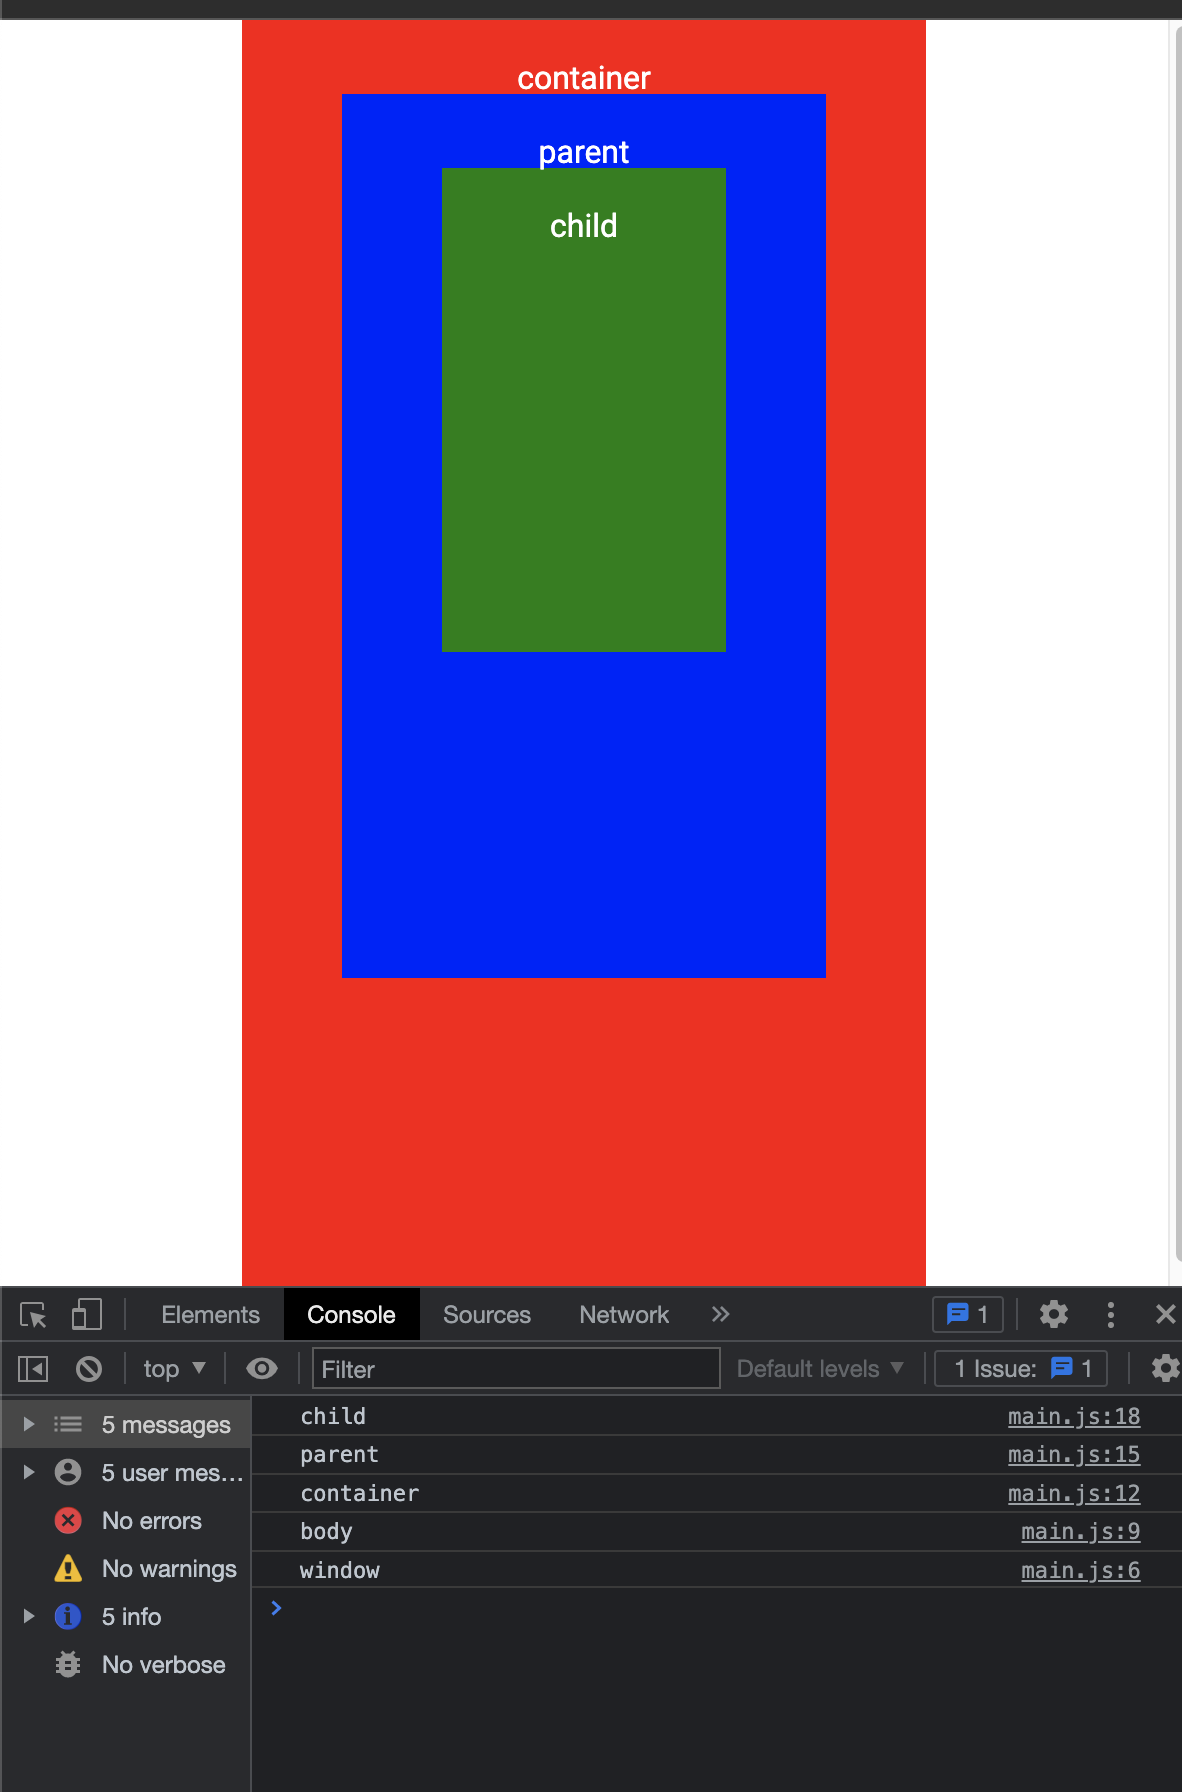 container
parent
child
Elements Console Sources Network 1
top Filter Default levels 1 Issue: 1
5 messages
5 user mes…
No errors
No warnings
5 info
No verbose
child main.js:18
parent main.js:15
container main.js:12
body main.js:9
window main.js:6